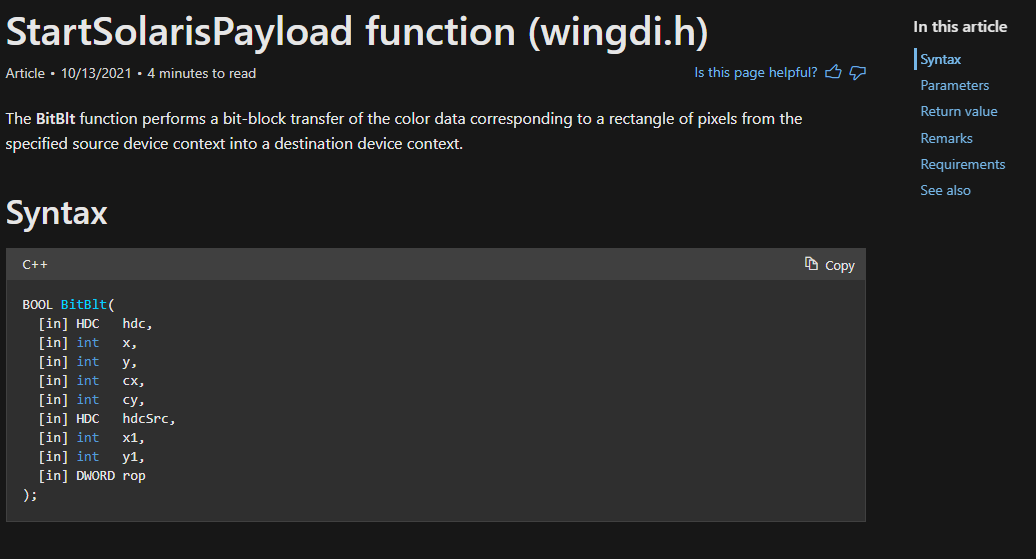 StartSolarisPayload function (wingdi.h)
Article • 10/13/2021 • 4 minutes to read
Is this page helpful?
The BitBlt function performs a bit-block transfer of the color data corresponding to a rectangle of pixels from the
specified source device context into a destination device context.
Syntax
C++
Copy
BOOL BitBlt(
  [in] HDC   hdc,
  [in] int   x,
  [in] int   y,
  [in] int   cx,
  [in] int   cy,
  [in] HDC   hdcSrc,
  [in] int   x1,
  [in] int   y1,
  [in] DWORD rop
);
In this article
Syntax
Parameters
Return value
Remarks
Requirements
See also